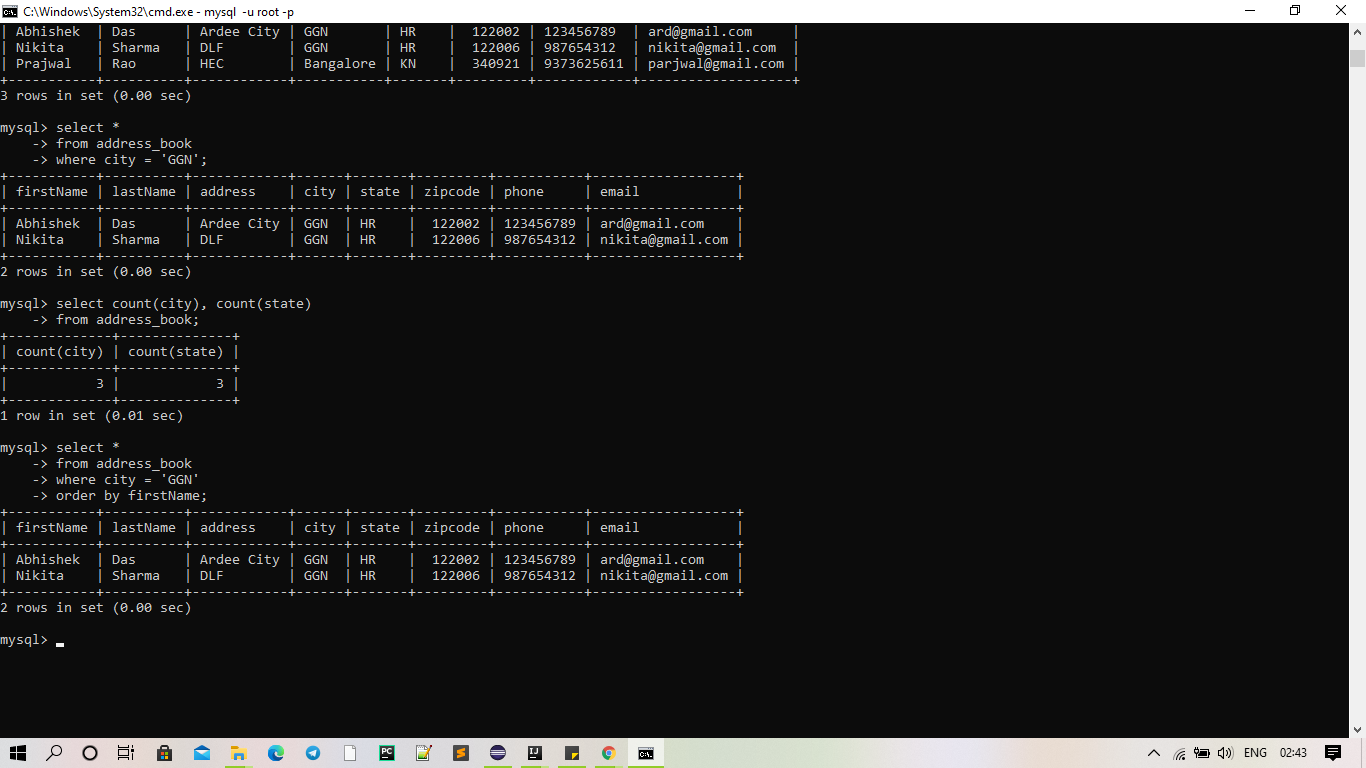 C:\Windows\System32\cmd.exe - mysql  -u root -p
| Abhishek  | Das      | Ardee City | GGN       | HR    |  122002 | 123456789  | ard@gmail.com     |
| Nikita    | Sharma   | DLF        | GGN       | HR    |  122006 | 987654312  | nikita@gmail.com  |
| Prajwal   | Rao      | HEC        | Bangalore | KN    |  340921 | 9373625611 | parjwal@gmail.com |
+-----------+----------+------------+-----------+-------+---------+------------+-------------------+
3 rows in set (0.00 sec)
mysql> select *
    -> from address_book
    -> where city = 'GGN';
+-----------+----------+------------+------+-------+---------+-----------+------------------+
| firstName | lastName | address    | city | state | zipcode | phone     | email            |
+-----------+----------+------------+------+-------+---------+-----------+------------------+
| Abhishek  | Das      | Ardee City | GGN  | HR    |  122002 | 123456789 | ard@gmail.com    |
| Nikita    | Sharma   | DLF        | GGN  | HR    |  122006 | 987654312 | nikita@gmail.com |
+-----------+----------+------------+------+-------+---------+-----------+------------------+
2 rows in set (0.00 sec)
mysql> select count(city), count(state)
    -> from address_book;
+-------------+--------------+
| count(city) | count(state) |
+-------------+--------------+
|           3 |            3 |
+-------------+--------------+
1 row in set (0.01 sec)
mysql> select *
    -> from address_book
    -> where city = 'GGN'
    -> order by firstName;
+-----------+----------+------------+------+-------+---------+-----------+------------------+
| firstName | lastName | address    | city | state | zipcode | phone     | email            |
+-----------+----------+------------+------+-------+---------+-----------+------------------+
| Abhishek  | Das      | Ardee City | GGN  | HR    |  122002 | 123456789 | ard@gmail.com    |
| Nikita    | Sharma   | DLF        | GGN  | HR    |  122006 | 987654312 | nikita@gmail.com |
+-----------+----------+------------+------+-------+---------+-----------+------------------+
2 rows in set (0.00 sec)
mysql> _
PC IJ ENG 02:43